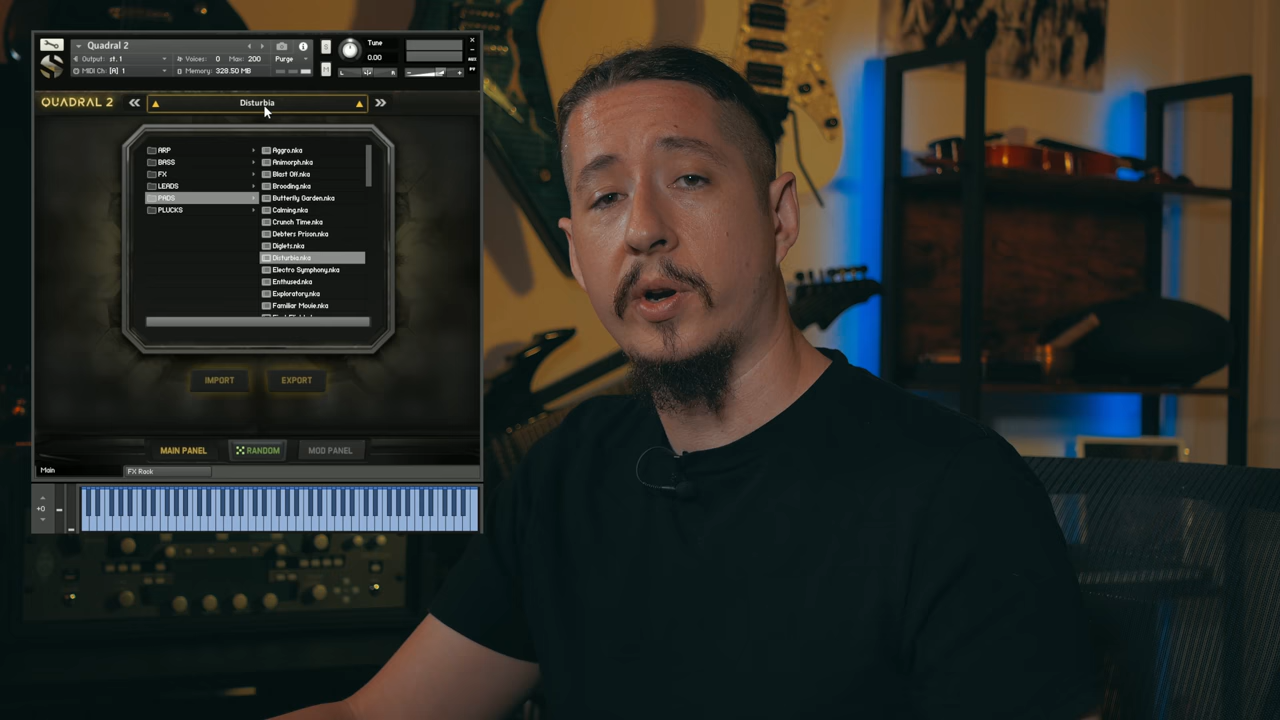 Quadral 2
Output: st. 1 Voices: 0 Max: 200 Purge
MIDI Ch: [A] 1 Memory: 328.50 MB
S
M
Tune
0.00
L R
QUADRAL 2
Disturbia
ARP
BASS
FX
LEADS
PADS
PLUCKS
Aggro.nka
Animorph.nka
Blast Off.nka
Brooding.nka
Butterfly Garden.nka
Calming.nka
Crunch Time.nka
Debters Prison.nka
Diglets.nka
Disturbia.nka
Electro Symphony.nka
Enthused.nka
Exploratory.nka
Familiar Movie.nka
IMPORT EXPORT
MAIN PANEL RANDOM MOD PANEL
Main FX Rack
+0